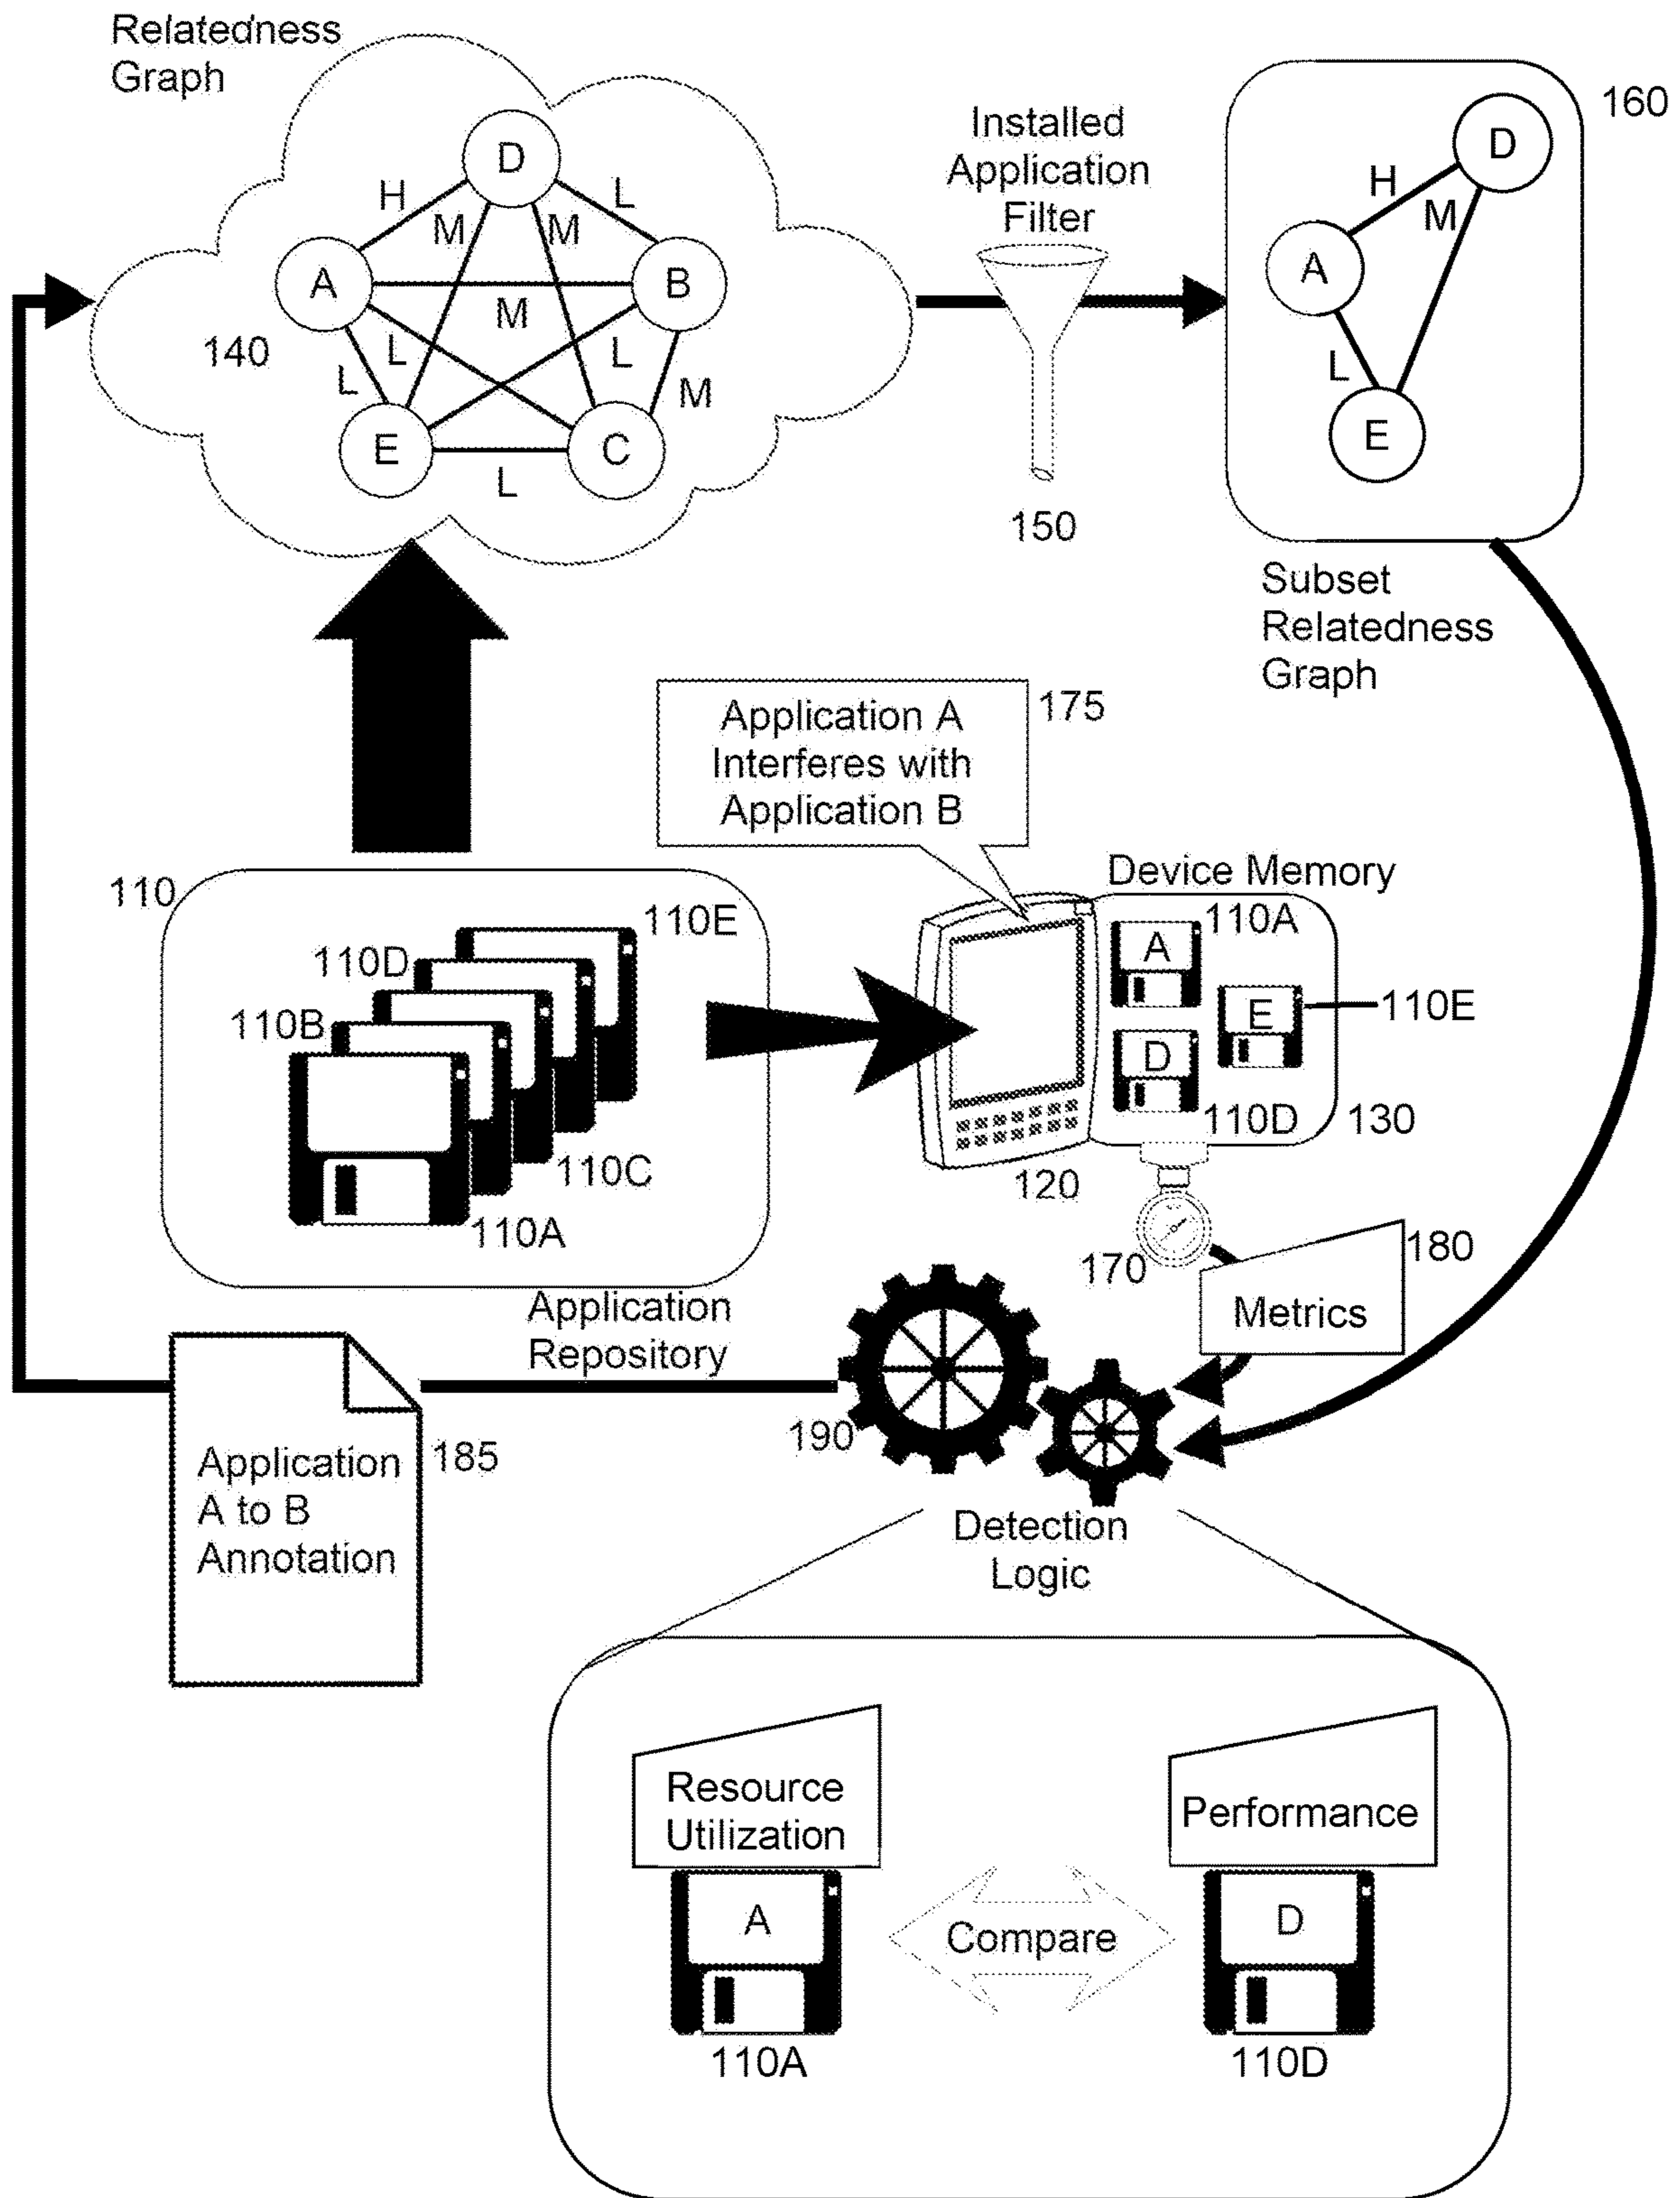 Relatedness
Graph
D
H
L
M
M
A
B
M
140
L
L
L
M
E
C
L
Installed
Application
Filter
150
160
D
H
M
A
L
E
Subset
Relatedness
Graph
Application A
Interferes with
Application B
175
110
110E
110D
110B
110C
110A
Application
Repository
Device Memory
110A
A
E
110E
D
110D
130
120
170
180
Metrics
190
Detection
Logic
Application
A to B
Annotation
185
Resource
Utilization
Performance
A
Compare
D
110A
110D